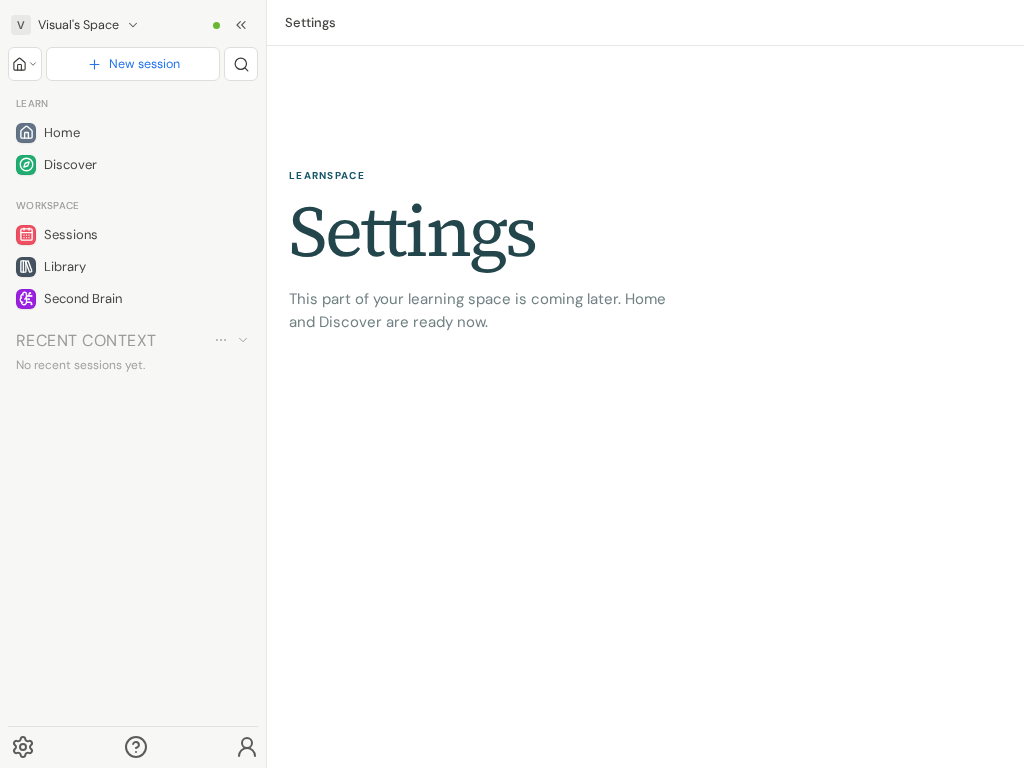 V Visual's Space
Settings
New session
LEARN
Home
Discover
WORKSPACE
Sessions
Library
Second Brain
RECENT CONTEXT
No recent sessions yet.
LEARNSPACE
Settings
This part of your learning space is coming later. Home
and Discover are ready now.